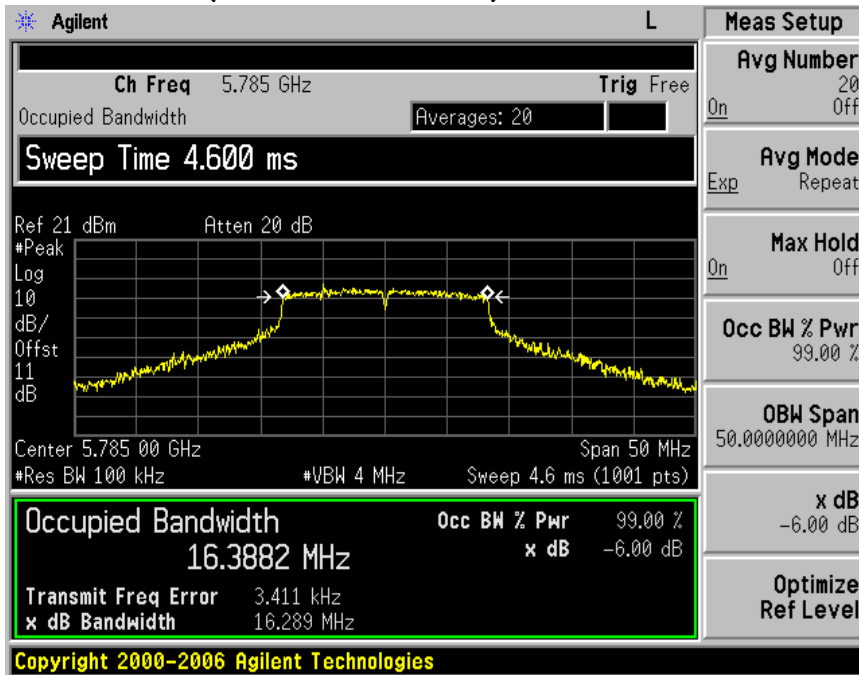 Agilent L Meas Setup
Ch Freq 5.785 GHz Trig Free
Occupied Bandwidth Averages: 20
Sweep Time 4.600 ms
Ref 21 dBm Atten 20 dB
#Peak
Log
10
dB/
Offst
11
dB
Center 5.785 00 GHz Span 50 MHz
#Res BW 100 kHz #VBW 4 MHz Sweep 4.6 ms (1001 pts)
Occupied Bandwidth Occ BW % Pwr 99.00 %
16.3882 MHz x dB -6.00 dB
Transmit Freq Error 3.411 kHz
x dB Bandwidth 16.289 MHz
Copyright 2000-2006 Agilent Technologies
Avg Number
20
On Off
Avg Mode
Exp Repeat
Max Hold
On Off
Occ BW % Pwr
99.00 %
OBW Span
50.0000000 MHz
x dB
-6.00 dB
Optimize
Ref Level